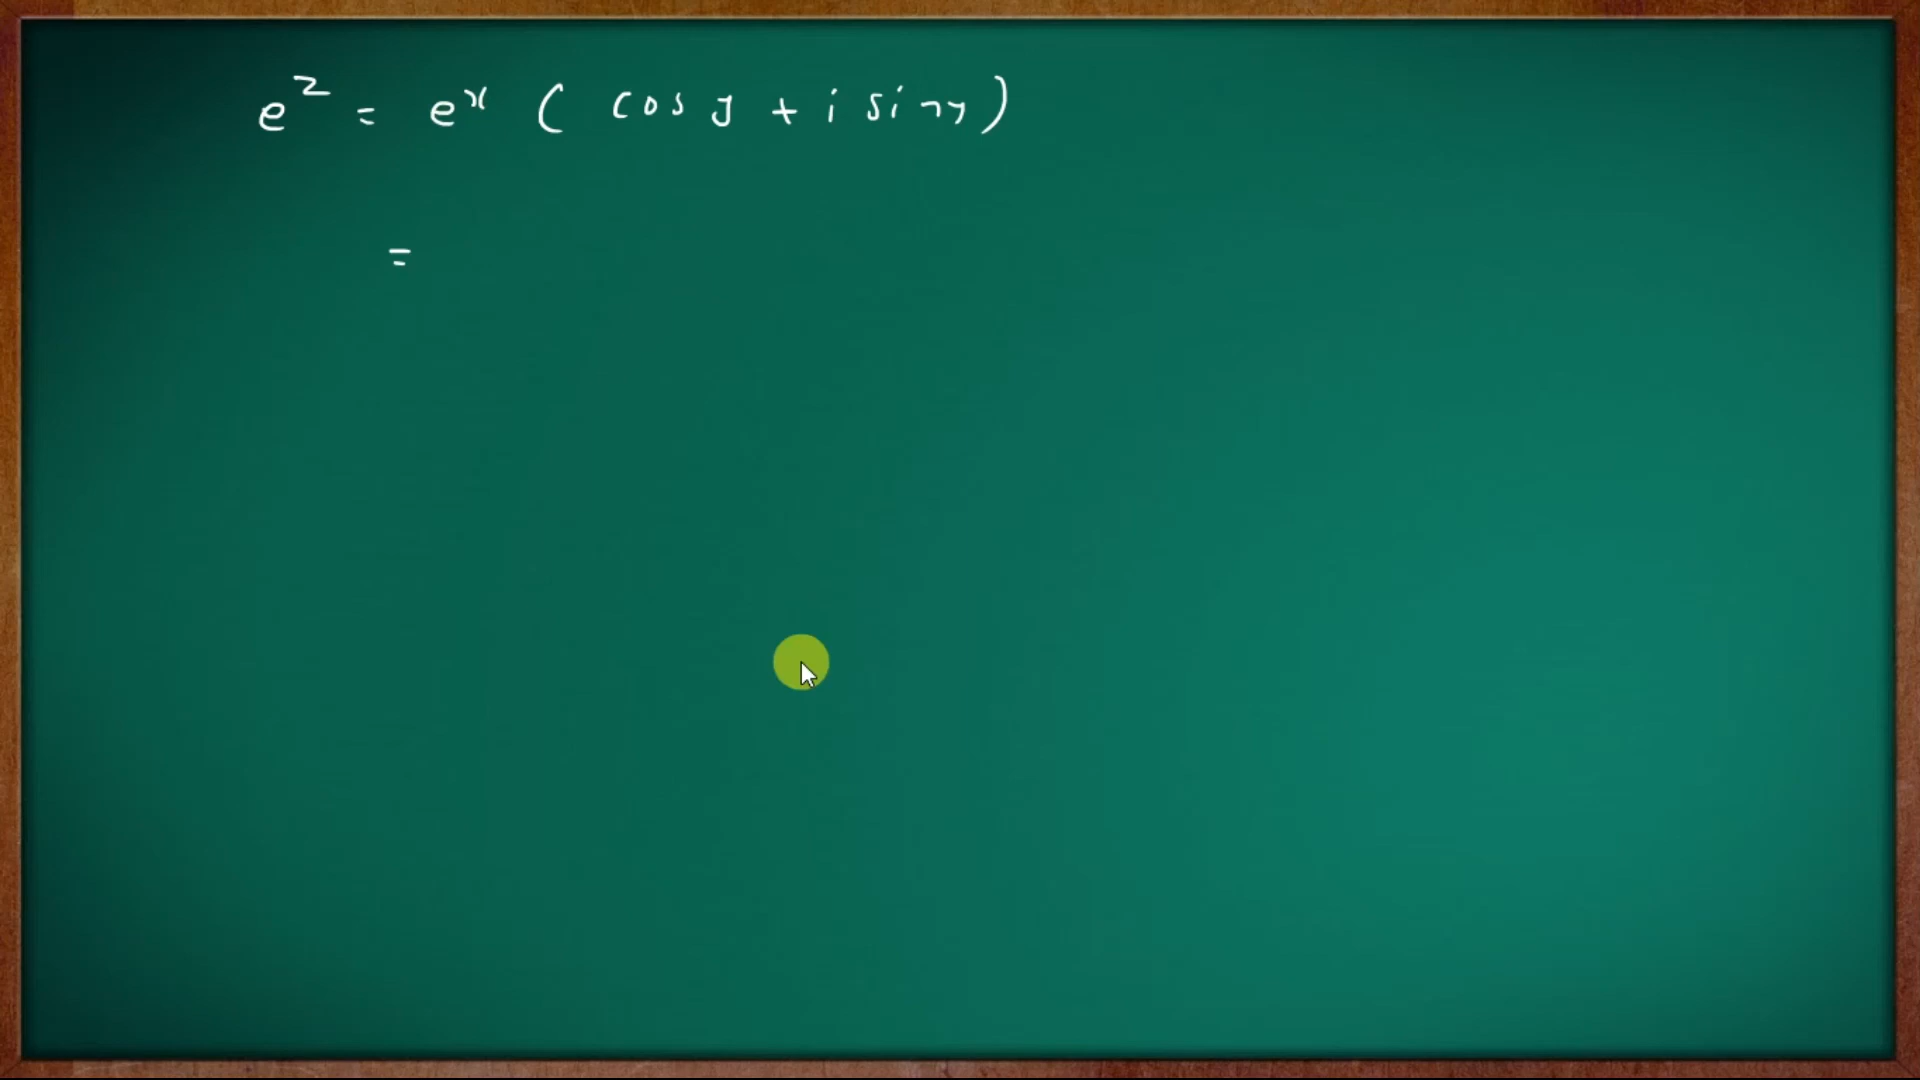 e^z = e^x ( cos y + i sin y )
=